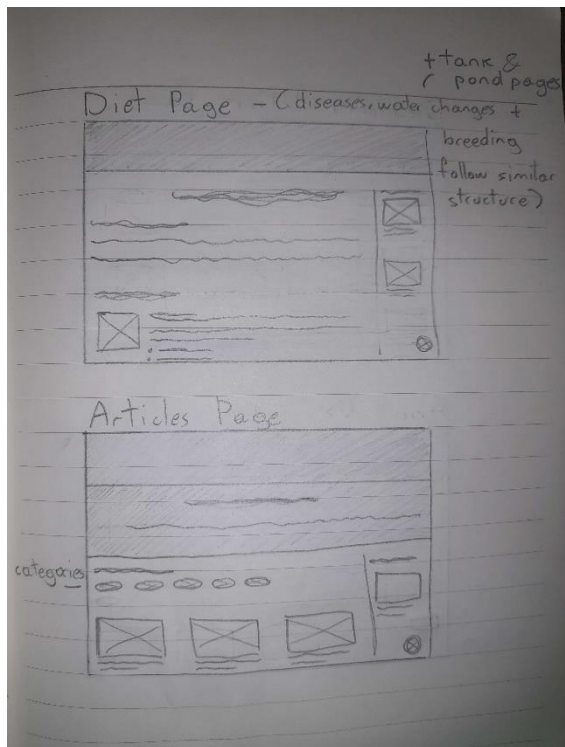 + tank &
( pond pages
Diet Page - (diseases, water changes +
breeding
follow similar
structure)
Articles Page
categories